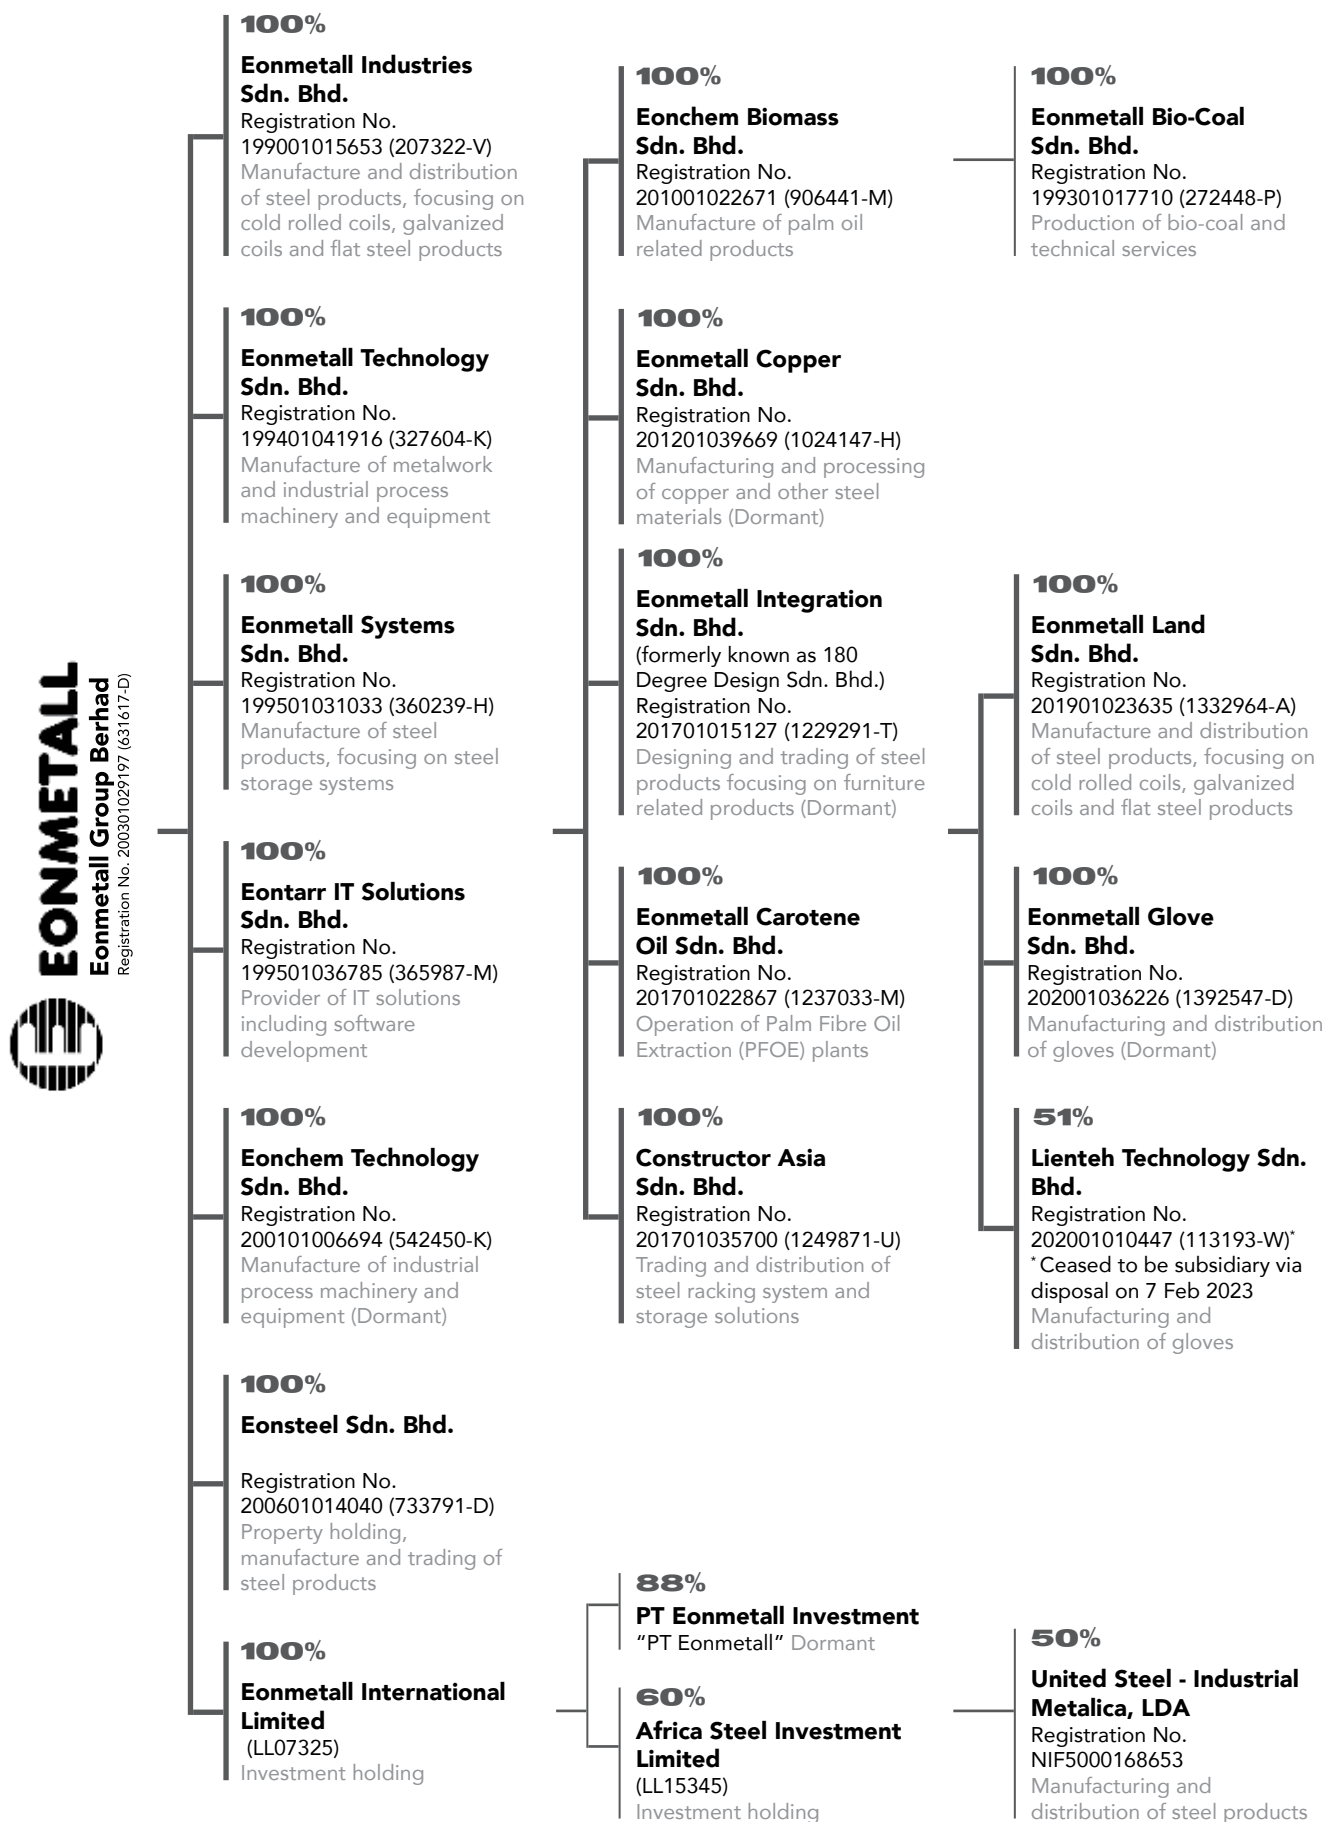 EONMETALL
Eonmetall Group Berhad
Registration No. 200301029197 (631617-D)
100%
Eonmetall Industries
Sdn. Bhd.
Registration No.
199001015653 (207322-V)
Manufacture and distribution
of steel products, focusing on
cold rolled coils, galvanized
coils and flat steel products
100%
Eonmetall Technology
Sdn. Bhd.
Registration No.
199401041916 (327604-K)
Manufacture of metalwork
and industrial process
machinery and equipment
100%
Eonmetall Systems
Sdn. Bhd.
Registration No.
199501031033 (360239-H)
Manufacture of steel
products, focusing on steel
storage systems
100%
Eontarr IT Solutions
Sdn. Bhd.
Registration No.
199501036785 (365987-M)
Provider of IT solutions
including software
development
100%
Eonchem Technology
Sdn. Bhd.
Registration No.
200101006694 (542450-K)
Manufacture of industrial
process machinery and
equipment (Dormant)
100%
Eonsteel Sdn. Bhd.
Registration No.
200601014040 (733791-D)
Property holding,
manufacture and trading of
steel products
100%
Eonmetall International
Limited
(LL07325)
Investment holding
100%
Eonchem Biomass
Sdn. Bhd.
Registration No.
201001022671 (906441-M)
Manufacture of palm oil
related products
100%
Eonmetall Copper
Sdn. Bhd.
Registration No.
201201039669 (1024147-H)
Manufacturing and processing
of copper and other steel
materials (Dormant)
100%
Eonmetall Integration
Sdn. Bhd.
(formerly known as 180
Degree Design Sdn. Bhd.)
Registration No.
201701015127 (1229291-T)
Designing and trading of steel
products focusing on furniture
related products (Dormant)
100%
Eonmetall Carotene
Oil Sdn. Bhd.
Registration No.
201701022867 (1237033-M)
Operation of Palm Fibre Oil
Extraction (PFOE) plants
100%
Constructor Asia
Sdn. Bhd.
Registration No.
201701035700 (1249871-U)
Trading and distribution of
steel racking system and
storage solutions
88%
PT Eonmetall Investment
“PT Eonmetall” Dormant
60%
Africa Steel Investment
Limited
(LL15345)
Investment holding
100%
Eonmetall Bio-Coal
Sdn. Bhd.
Registration No.
199301017710 (272448-P)
Production of bio-coal and
technical services
100%
Eonmetall Land
Sdn. Bhd.
Registration No.
201901023635 (1332964-A)
Manufacture and distribution
of steel products, focusing on
cold rolled coils, galvanized
coils and flat steel products
100%
Eonmetall Glove
Sdn. Bhd.
Registration No.
202001036226 (1392547-D)
Manufacturing and distribution
of gloves (Dormant)
51%
Lienteh Technology Sdn.
Bhd.
Registration No.
202001010447 (113193-W)*
* Ceased to be subsidiary via
disposal on 7 Feb 2023
Manufacturing and
distribution of gloves
50%
United Steel - Industrial
Metalica, LDA
Registration No.
NIF5000168653
Manufacturing and
distribution of steel products